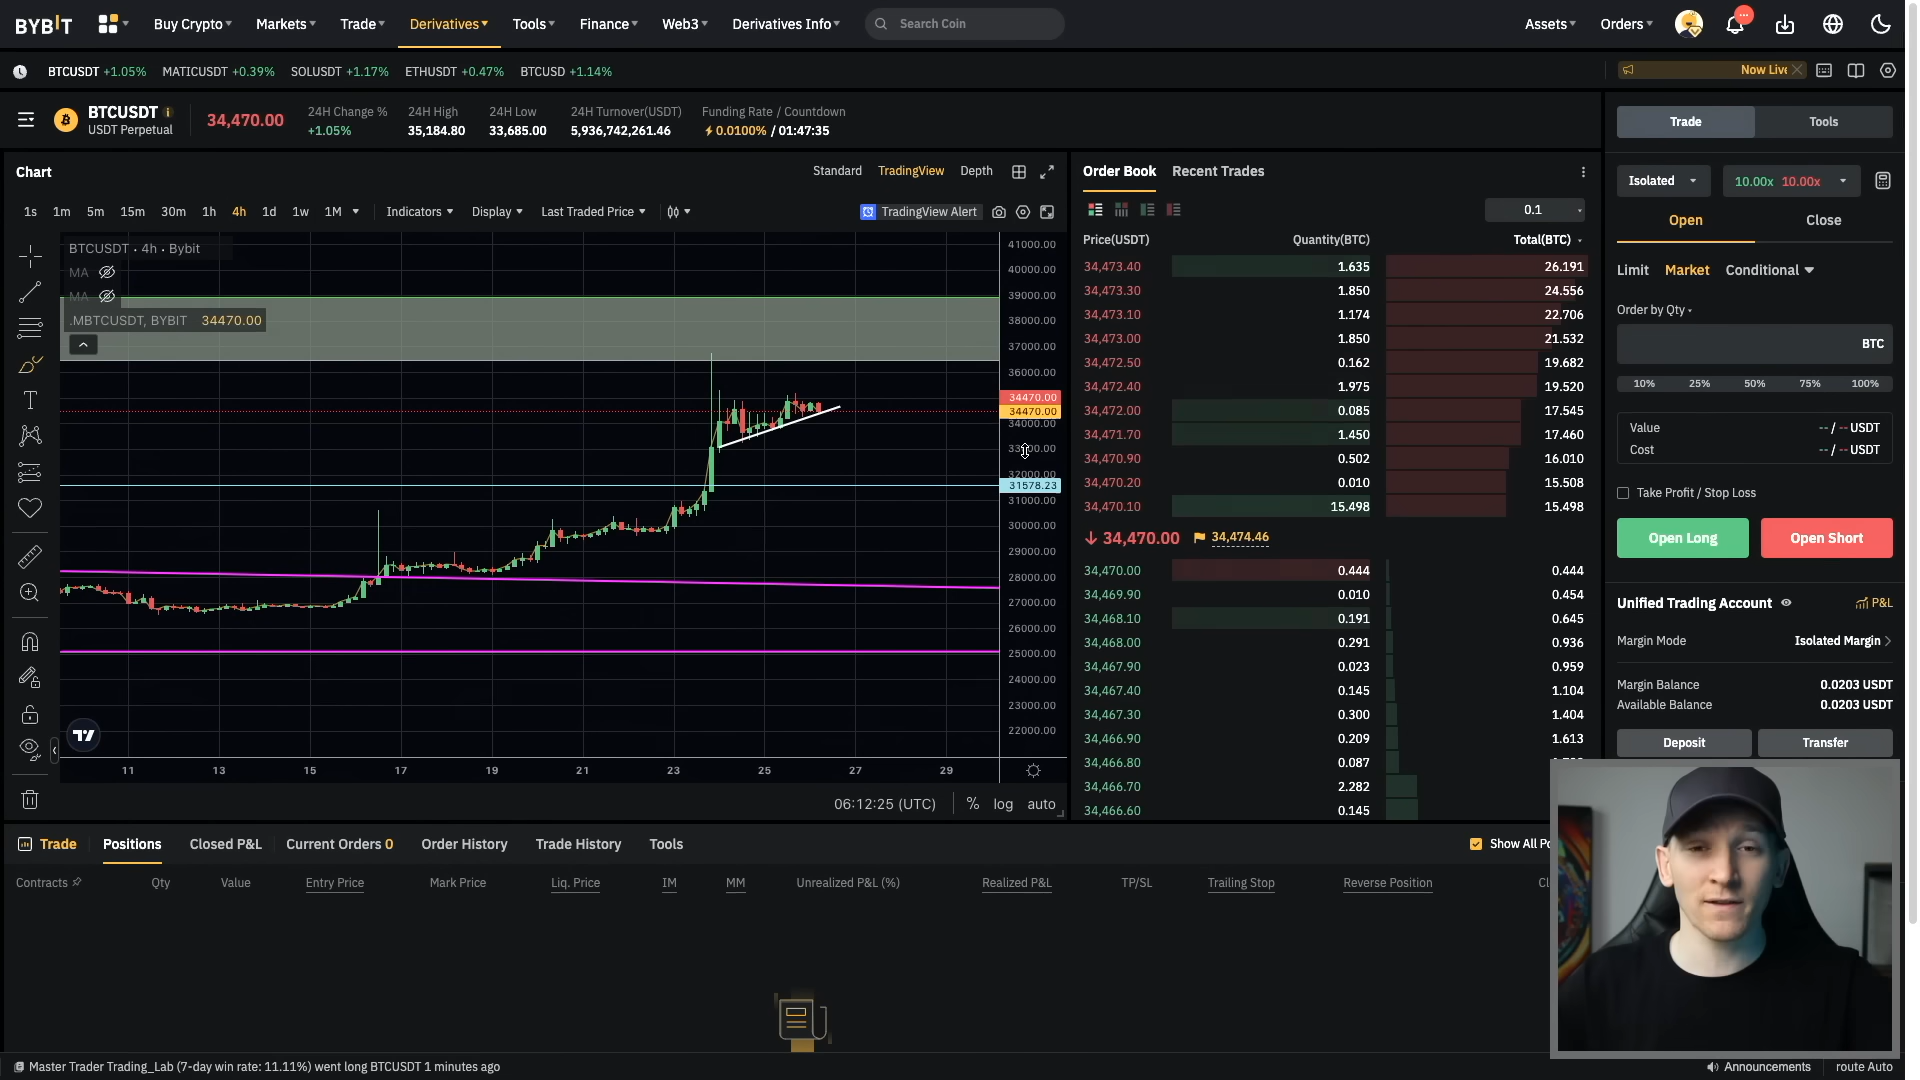 BYBIT Buy Crypto Markets Trade Derivatives Tools Finance Web3 Derivatives Info Search Coin Assets Orders
BTCUSDT +1.05% MATICUSDT +0.39% SOLUSDT +1.17% ETHUSDT +0.47% BTCUSD +1.14% Now Live
BTCUSDT
USDT Perpetual
34,470.00
24H Change %
+1.05%
24H High
35,184.80
24H Low
33,685.00
24H Turnover(USDT)
5,936,742,261.46
Funding Rate / Countdown
0.0100% / 01:47:35
Chart
Standard TradingView Depth
1s 1m 5m 15m 30m 1h 4h 1d 1w 1M Indicators Display Last Traded Price TradingView Alert
BTCUSDT · 4h · Bybit
MA
MA
.MBTCUSDT, BYBIT 34470.00
41000.00
40000.00
39000.00
38000.00
37000.00
36000.00
34470.00
34470.00
34000.00
33000.00
32000.00
31578.23
31000.00
30000.00
29000.00
28000.00
27000.00
26000.00
25000.00
24000.00
23000.00
22000.00
11 13 15 17 19 21 23 25 27 29
06:12:25 (UTC) % log auto
Order Book Recent Trades
0.1
Price(USDT) Quantity(BTC) Total(BTC)
34,473.40 1.635 26.191
34,473.30 1.850 24.556
34,473.10 1.174 22.706
34,473.00 1.850 21.532
34,472.50 0.162 19.682
34,472.40 1.975 19.520
34,472.00 0.085 17.545
34,471.70 1.450 17.460
34,470.90 0.502 16.010
34,470.20 0.010 15.508
34,470.10 15.498 15.498
34,470.00 34,474.46
34,470.00 0.444 0.444
34,469.90 0.010 0.454
34,468.10 0.191 0.645
34,468.00 0.291 0.936
34,467.90 0.023 0.959
34,467.40 0.145 1.104
34,467.30 0.300 1.404
34,466.90 0.209 1.613
34,466.80 0.087
34,466.70 2.282
34,466.60 0.145
Trade Tools
Isolated 10.00x 10.00x
Open Close
Limit Market Conditional
Order by Qty
BTC
10% 25% 50% 75% 100%
Value -- / -- USDT
Cost -- / -- USDT
Take Profit / Stop Loss
Open Long Open Short
Unified Trading Account P&L
Margin Mode Isolated Margin
Margin Balance 0.0203 USDT
Available Balance 0.0203 USDT
Deposit Transfer
Trade Positions Closed P&L Current Orders 0 Order History Trade History Tools Show All
Contracts Qty Value Entry Price Mark Price Liq. Price IM MM Unrealized P&L (%) Realized P&L TP/SL Trailing Stop Reverse Position
Master Trader Trading_Lab (7-day win rate: 11.11%) went long BTCUSDT 1 minutes ago
Announcements route Auto